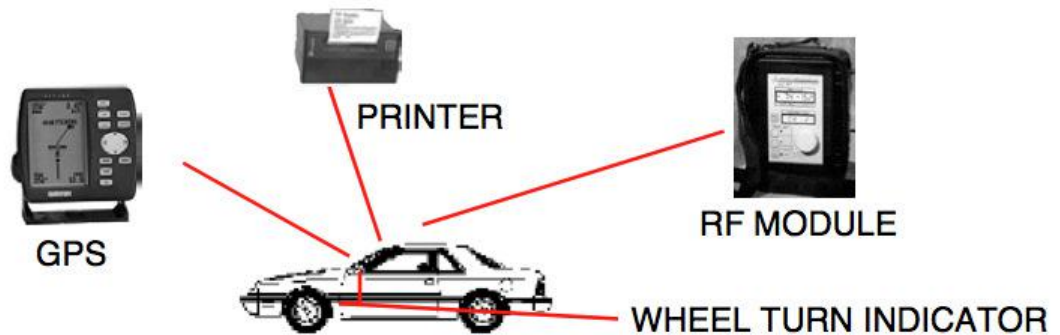 PRINTER
GPS
RF MODULE
WHEEL TURN INDICATOR